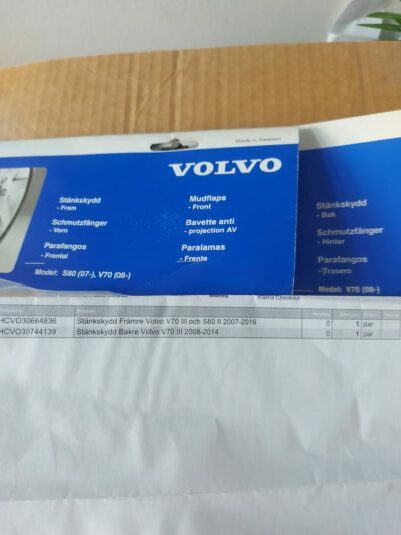 Made in Sweden
VOLVO
Stänkskydd
- Fram
Mudflaps
- Front
Schmutzfänger
- Vorn
Bavette anti
- projection AV
Parafangos
- Frontal
Paralamas
- Frente
Model: S80 (07-), V70 (08-)
Stänkskydd
- Bak
Schmutzfänger
- Hinter
Parafangos
- Trasero
Model: V70 (08-)
Klarna Checkout
HCVO30664836 Stänkskydd Främre Volvo V70 III och S80 II 2007-2016 0 1 par
HCVO30744139 Stänkskydd Bakre Volvo V70 III 2008-2014 0 1 par